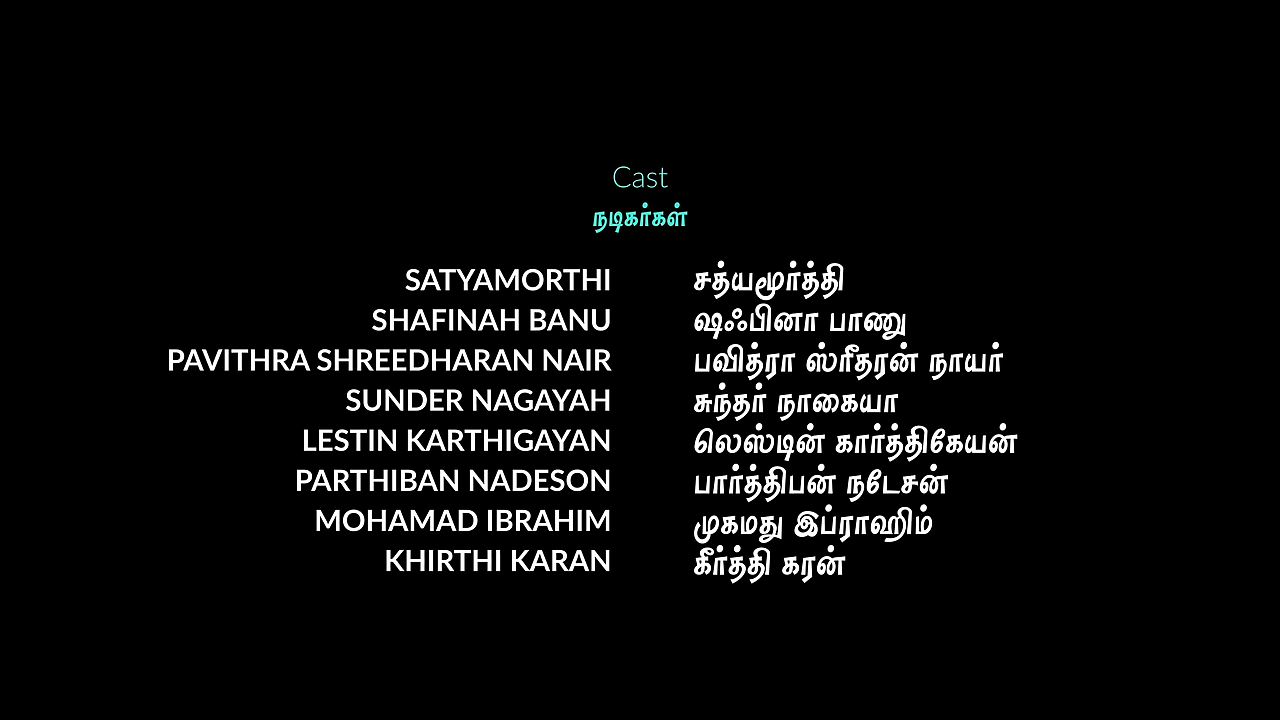 Cast
நடிகர்கள்
SATYAMORTHI சத்யமூர்த்தி
SHAFINAH BANU ஷஃபினா பாணு
PAVITHRA SHREEDHARAN NAIR பவித்ரா ஸ்ரீதரன் நாயர்
SUNDER NAGAYAH சுந்தர் நாகையா
LESTIN KARTHIGAYAN லெஸ்டின் கார்த்திகேயன்
PARTHIBAN NADESON பார்த்திபன் நடேசன்
MOHAMAD IBRAHIM முகமது இப்ராஹிம்
KHIRTHI KARAN கீர்த்தி கரன்